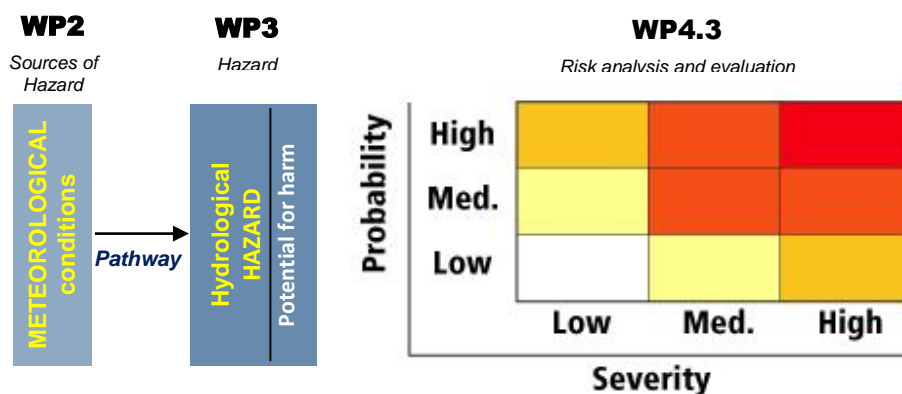 WP2
Sources of
Hazard
METEOROLOGICAL
conditions
Pathway
WP3
Hazard
Hydrological
HAZARD
Potential for harm
WP4.3
Risk analysis and evaluation
Probability
High
Med.
Low
Low Med. High
Severity